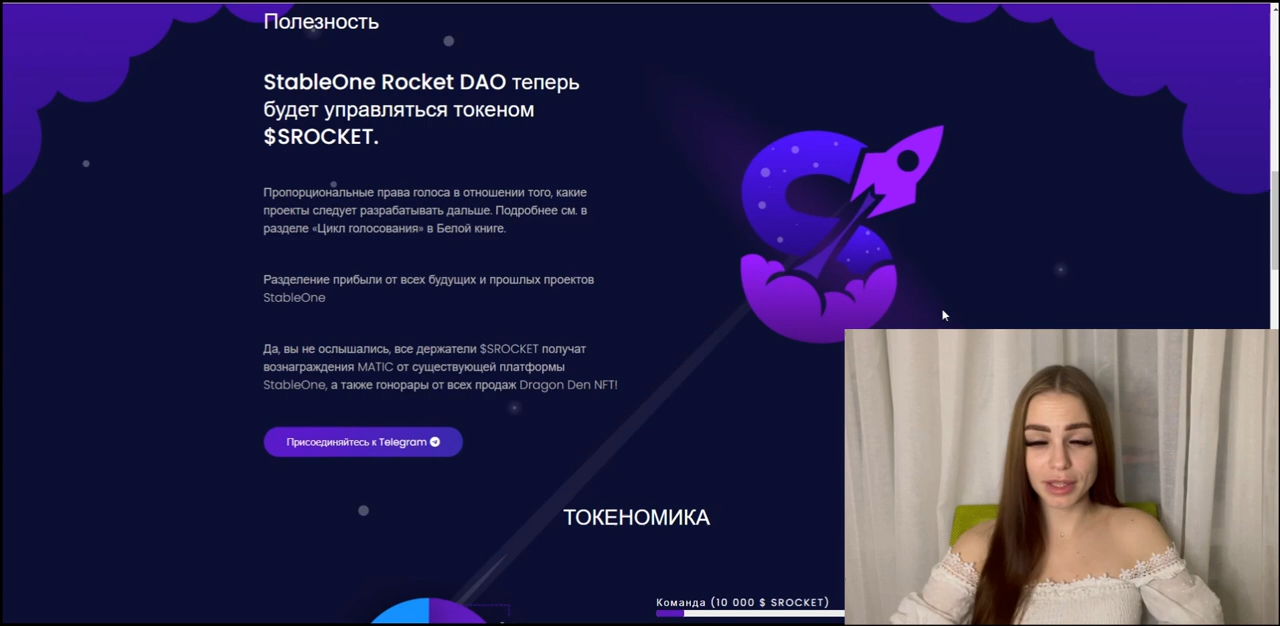 Полезность
StableOne Rocket DAO теперь
будет управляться токеном
$SROCKET.
Пропорциональные права голоса в отношении того, какие
проекты следует разрабатывать дальше. Подробнее см. в
разделе «Цикл голосования» в Белой книге.
Разделение прибыли от всех будущих и прошлых проектов
StableOne
Да, вы не ослышались, все держатели $SROCKET получат
вознаграждения MATIC от существующей платформы
StableOne, а также гонорары от всех продаж Dragon Den NFT!
Присоединяйтесь к Telegram
ТОКЕНОМИКА
Команда (10 000 $ SROCKET)